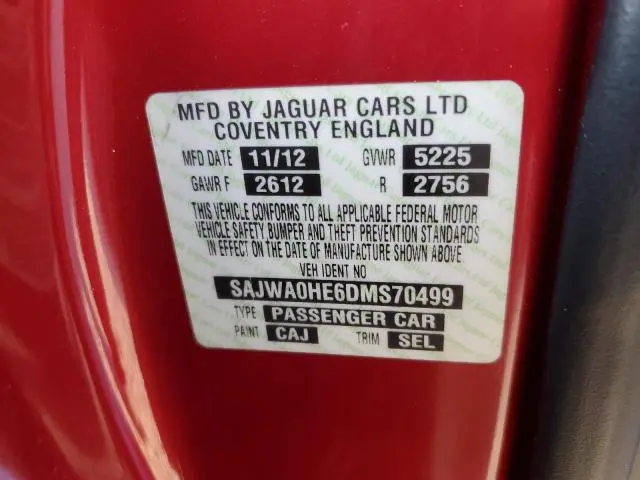 MFD BY JAGUAR CARS LTD
COVENTRY ENGLAND
MFD DATE 11/12 GVWR 5225
GAWR F 2612 R 2756
THIS VEHICLE CONFORMS TO ALL APPLICABLE FEDERAL MOTOR
VEHICLE SAFETY BUMPER AND THEFT PREVENTION STANDARDS
IN EFFECT ON THE DATE OF MANUFACTURE SHOWN ABOVE.
VEH IDENT NO
SAJWA0HE6DMS70499
TYPE PASSENGER CAR
PAINT CAJ TRIM SEL